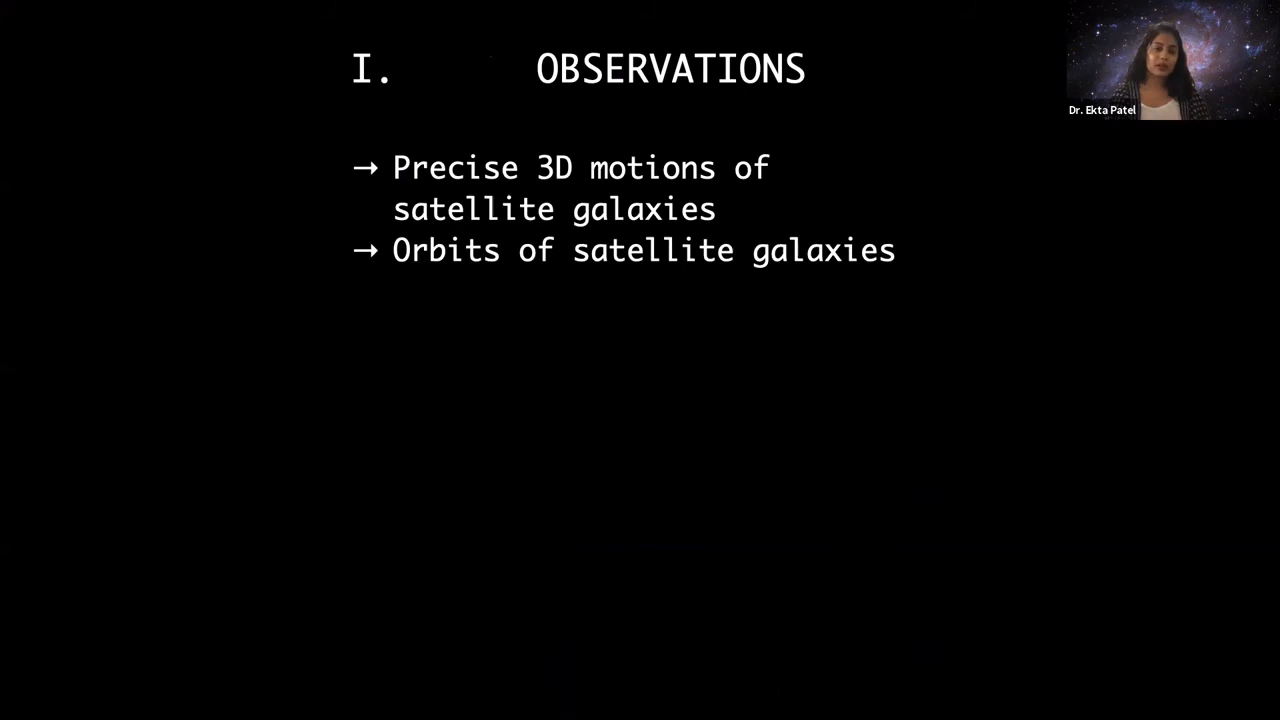 I. OBSERVATIONS
Dr. Ekta Patel
→ Precise 3D motions of
satellite galaxies
→ Orbits of satellite galaxies